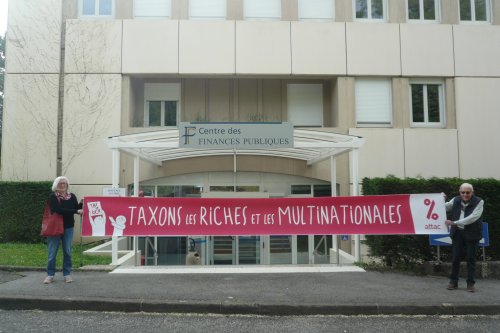 Centre des
FINANCES PUBLIQUES
TAXONS LES RICHES ET LES MULTINATIONALES
%
attac